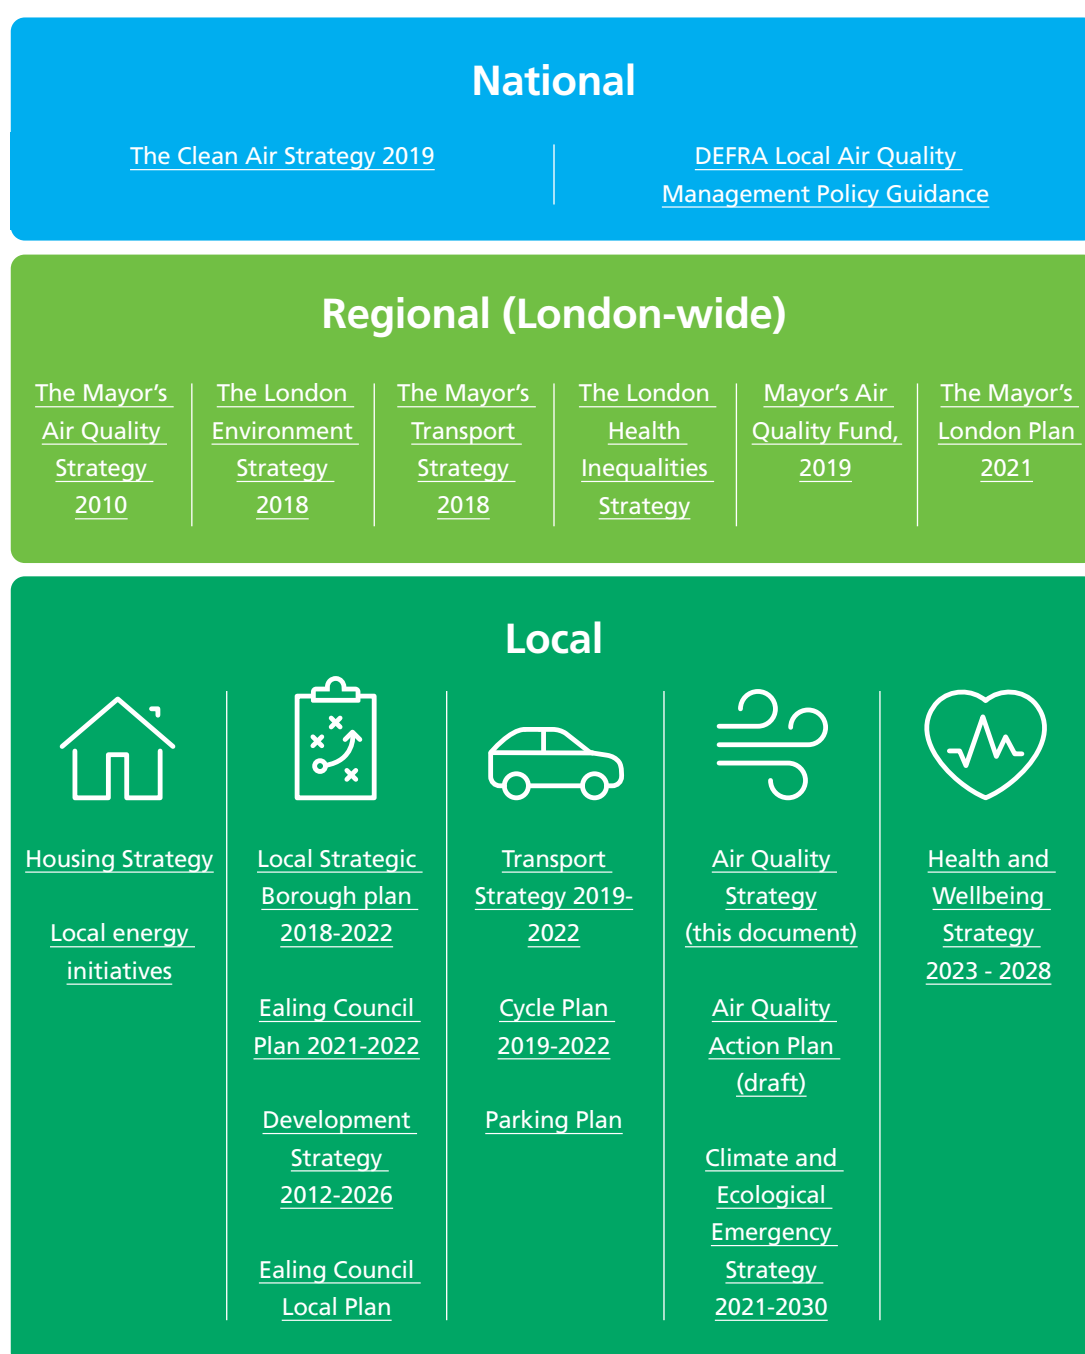 National
The Clean Air Strategy 2019
DEFRA Local Air Quality
Management Policy Guidance
Regional (London-wide)
The Mayor’s
Air Quality
Strategy
2010
The London
Environment
Strategy
2018
The Mayor’s
Transport
Strategy
2018
The London
Health
Inequalities
Strategy
Mayor’s Air
Quality Fund,
2019
The Mayor’s
London Plan
2021
Local
Housing Strategy
Local energy
initiatives
Local Strategic
Borough plan
2018-2022
Ealing Council
Plan 2021-2022
Development
Strategy
2012-2026
Ealing Council
Local Plan
Transport
Strategy 2019-
2022
Cycle Plan
2019-2022
Parking Plan
Air Quality
Strategy
(this document)
Air Quality
Action Plan
(draft)
Climate and
Ecological
Emergency
Strategy
2021-2030
Health and
Wellbeing
Strategy
2023 - 2028